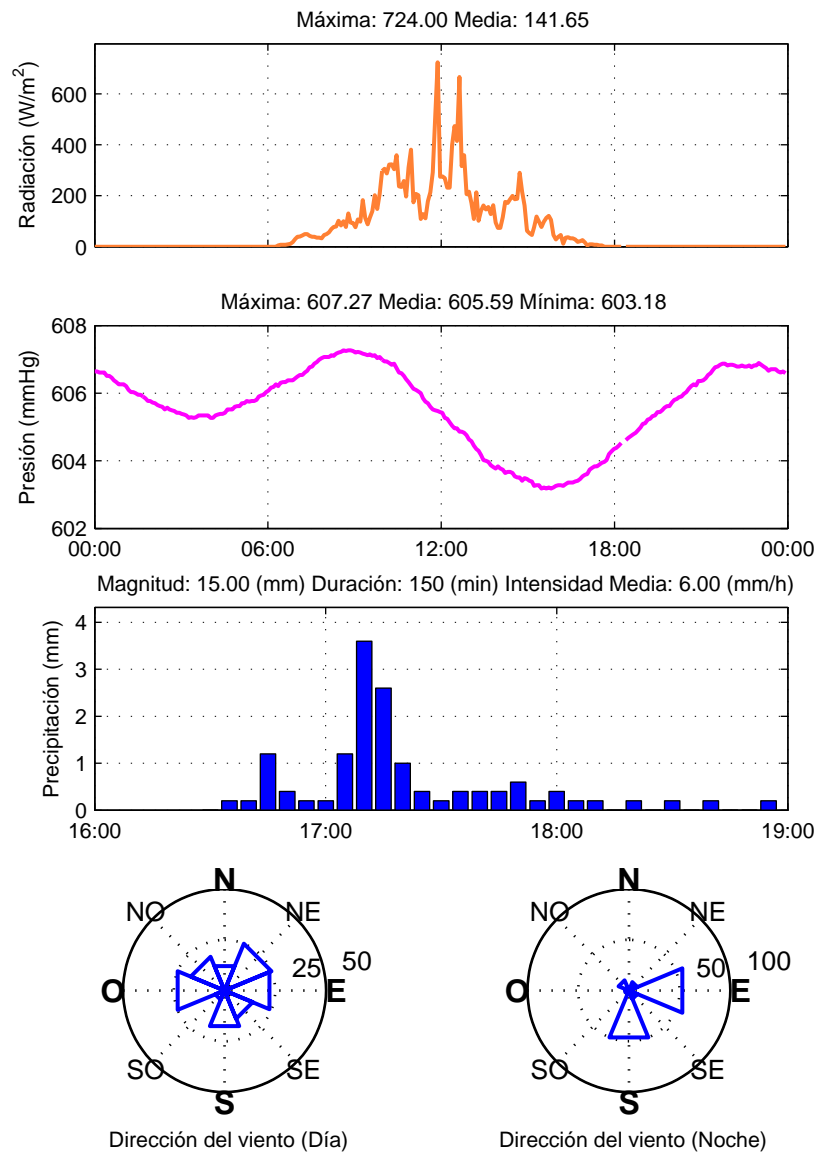 Máxima: 724.00 Media: 141.65
Radiación (W/m²)
600
400
200
0
Máxima: 607.27 Media: 605.59 Mínima: 603.18
Presión (mmHg)
608
606
604
602
00:00 06:00 12:00 18:00 00:00
Magnitud: 15.00 (mm) Duración: 150 (min) Intensidad Media: 6.00 (mm/h)
Precipitación (mm)
4
3
2
1
0
16:00 17:00 18:00 19:00
N
NO NE
25 50
O E
SO SE
S
Dirección del viento (Día)
N
NO NE
50 100
O E
SO SE
S
Dirección del viento (Noche)